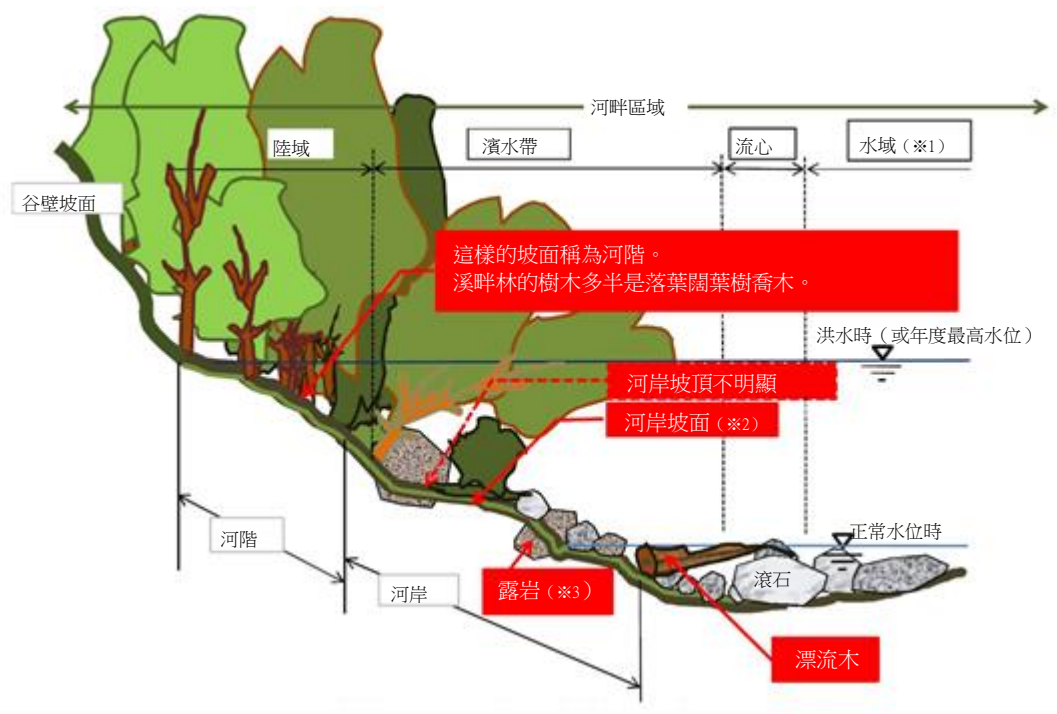 河畔區域
陸域
濱水帶
流心
水域（※1）
谷壁坡面
這樣的坡面稱為河階。
溪畔林的樹木多半是落葉闊葉樹喬木。
洪水時（或年度最高水位）
河岸坡頂不明顯
河岸坡面（※2）
正常水位時
河階
滾石
河岸
露岩（※3）
漂流木